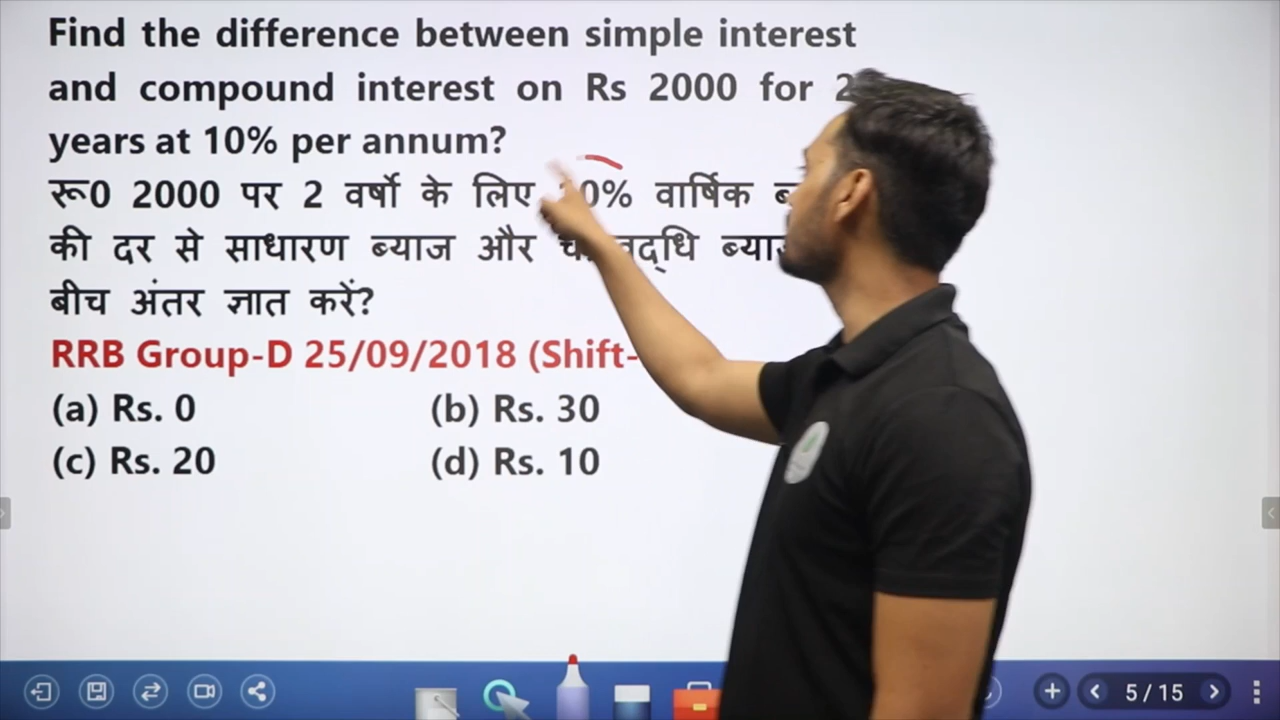 Find the difference between simple interest
and compound interest on Rs 2000 for 2
years at 10% per annum?
रू0 2000 पर 2 वर्षो के लिए 10% वार्षिक
की दर से साधारण ब्याज और ब्याज
बीच अंतर ज्ञात करें?
RRB Group-D 25/09/2018 (Shift-
(a) Rs. 0 (b) Rs. 30
(c) Rs. 20 (d) Rs. 10
5 / 15